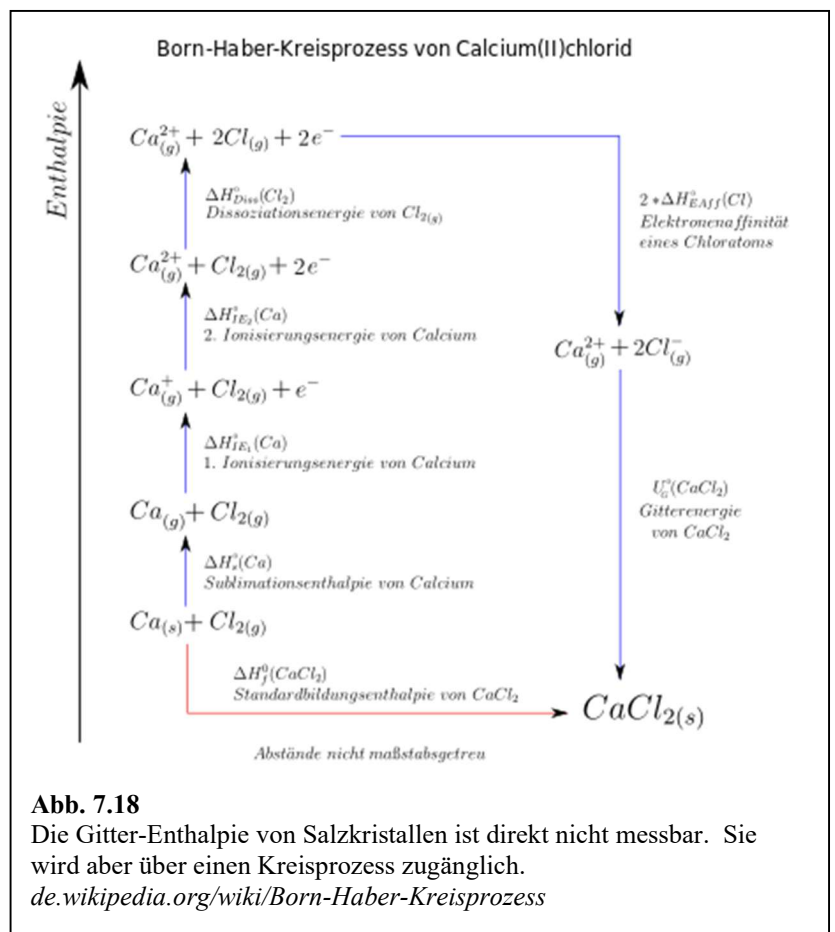 Born-Haber-Kreisprozess von Calcium(II)chlorid
Enthalpie
Ca²⁺(g) + 2Cl(g) + 2e⁻
ΔH°Diss(Cl₂)
Dissoziationsenergie von Cl₂(g)
Ca²⁺(g) + Cl₂(g) + 2e⁻
ΔH°IE₂(Ca)
2. Ionisierungsenergie von Calcium
Ca⁺(g) + Cl₂(g) + e⁻
ΔH°IE₁(Ca)
1. Ionisierungsenergie von Calcium
Ca(g) + Cl₂(g)
ΔH°s(Ca)
Sublimationsenthalpie von Calcium
Ca(s) + Cl₂(g)
ΔH⁰f(CaCl₂)
Standardbildungsenthalpie von CaCl₂
2 * ΔH°EAff(Cl)
Elektronenaffinität
eines Chloratoms
Ca²⁺(g) + 2Cl⁻(g)
U°G(CaCl₂)
Gitterenergie
von CaCl₂
CaCl₂(s)
Abstände nicht maßstabsgetreu
Abb. 7.18
Die Gitter-Enthalpie von Salzkristallen ist direkt nicht messbar. Sie
wird aber über einen Kreisprozess zugänglich.
de.wikipedia.org/wiki/Born-Haber-Kreisprozess